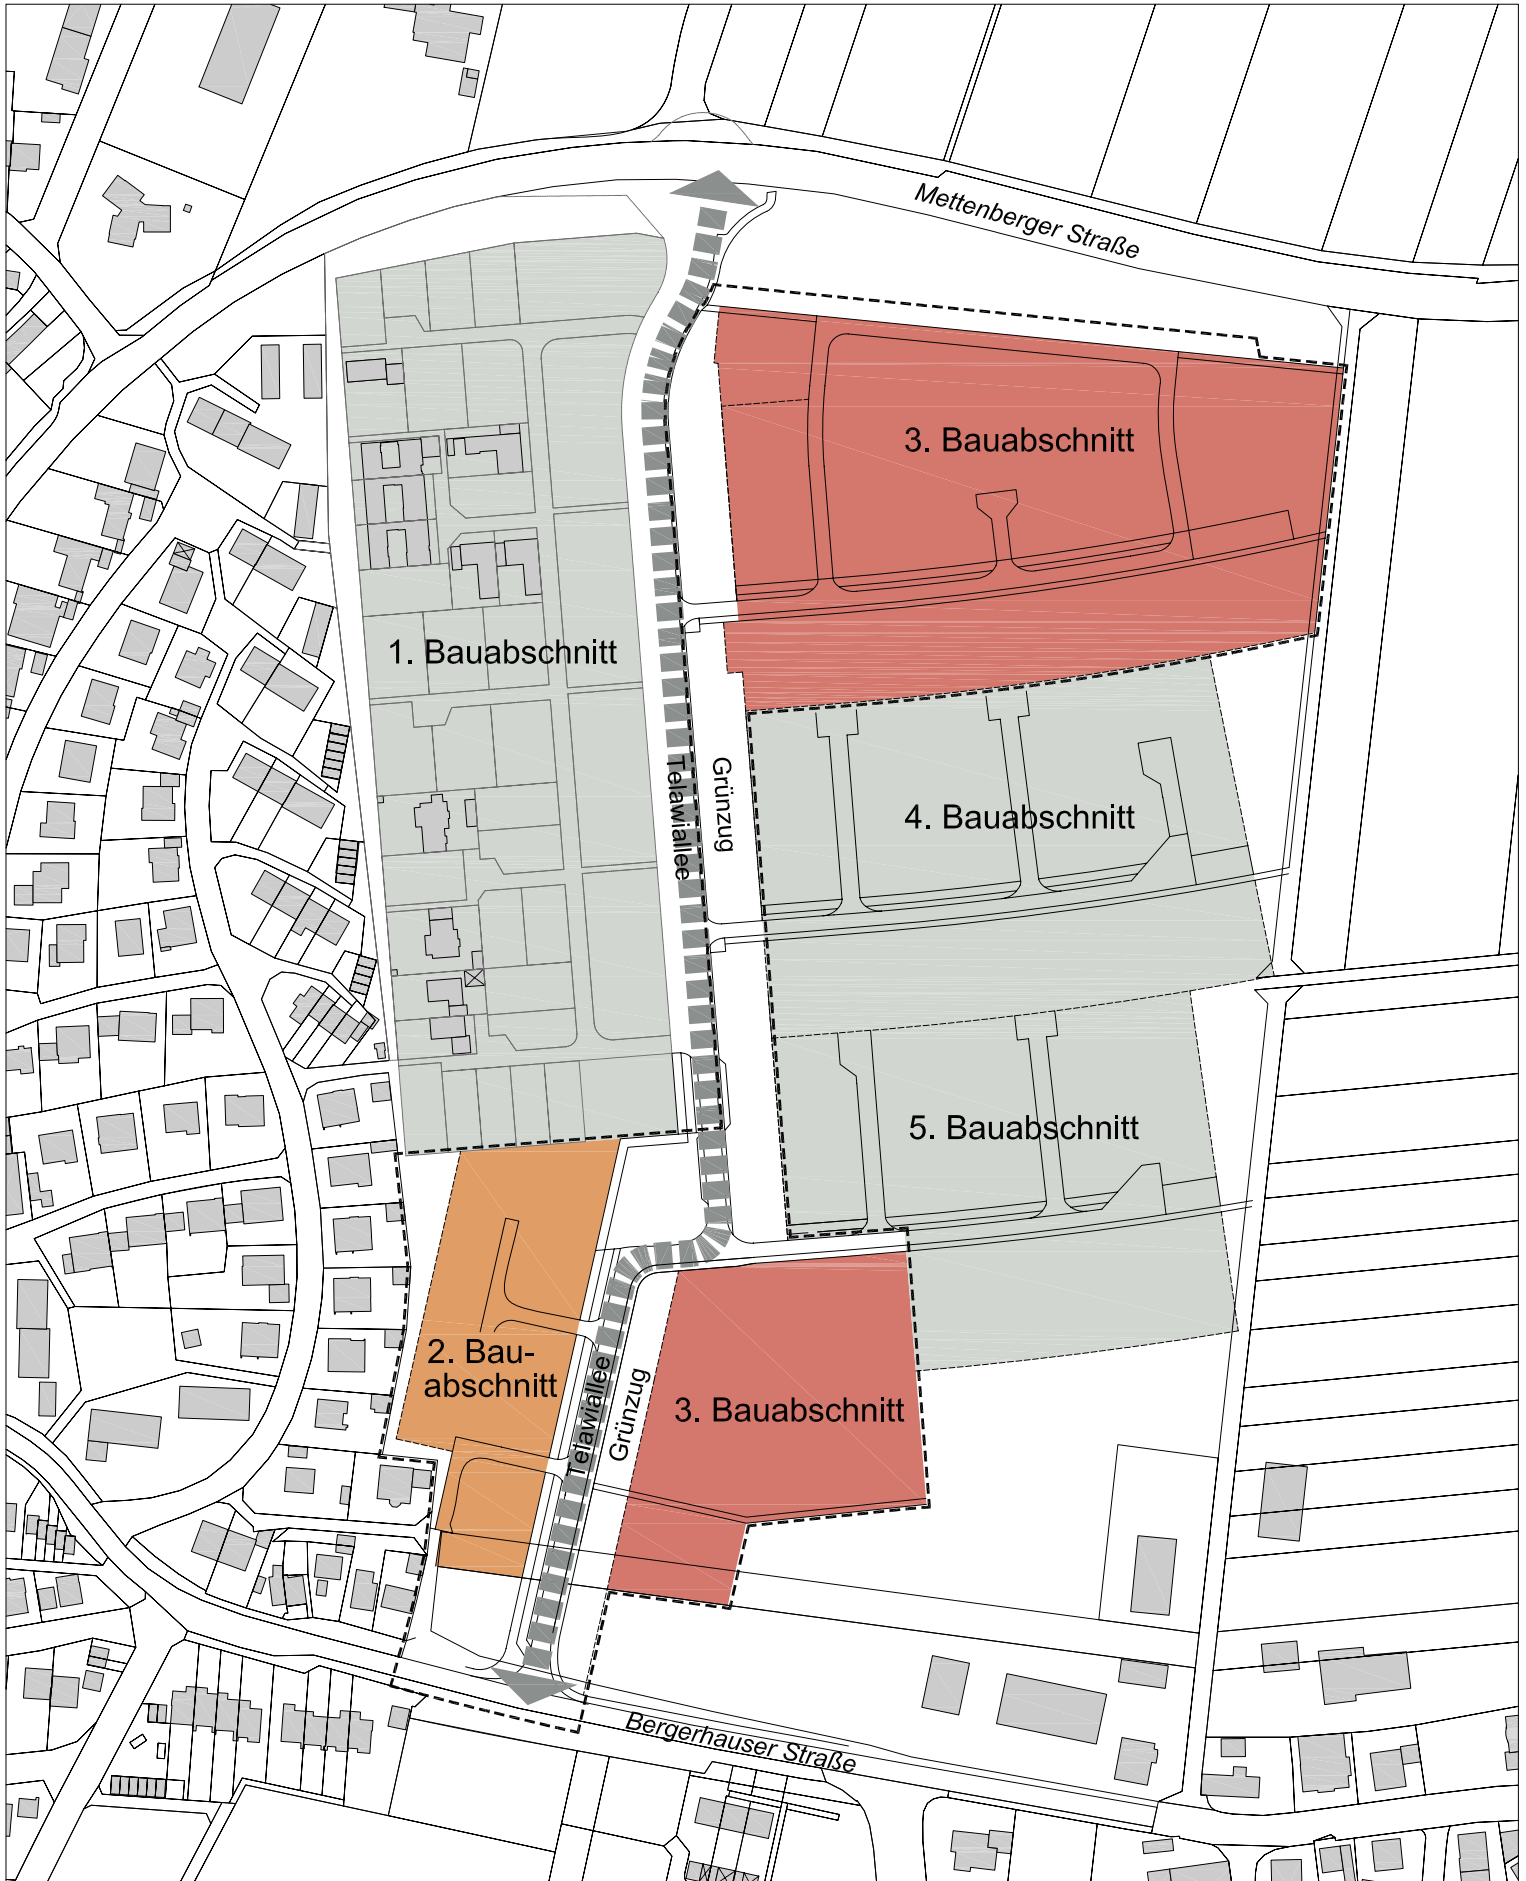 Mettenberger Straße
3. Bauabschnitt
1. Bauabschnitt
Telawiallee
Grünzug
4. Bauabschnitt
5. Bauabschnitt
2. Bau-
abschnitt
Telawiallee
Grünzug
3. Bauabschnitt
Bergerhauser Straße